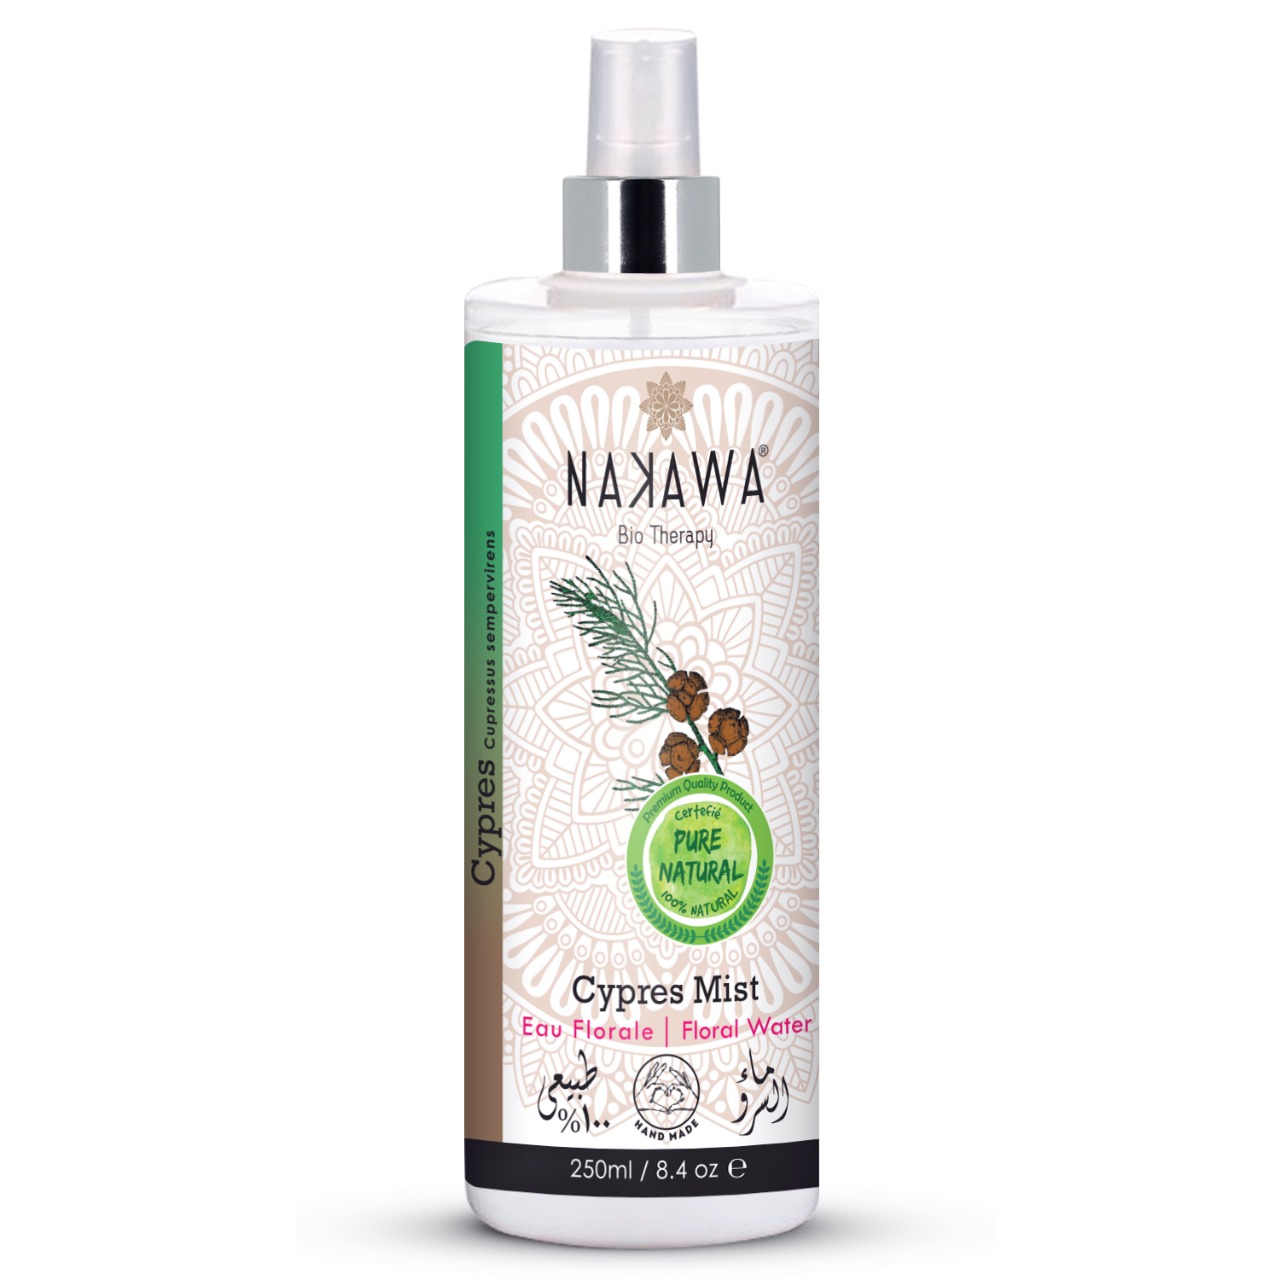 NAKAWA®
Bio Therapy
Cypres Cupressus sempervirens
Premium Quality Product
Certefié
PURE
NATURAL
100% NATURAL
Cypres Mist
Eau Florale | Floral Water
ماء
السرو
طبيعي
١٠٠%
HAND MADE
250ml / 8.4 oz ℮